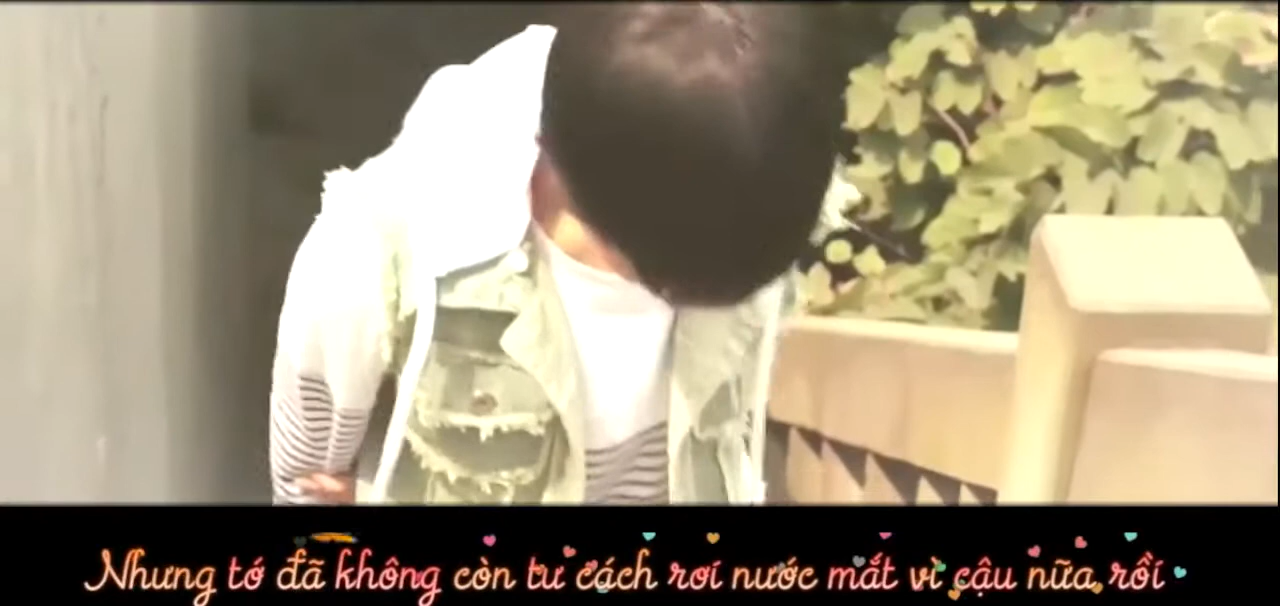 Nhưng tớ đã không còn tư cách rơi nước mắt vì cậu nữa rồi